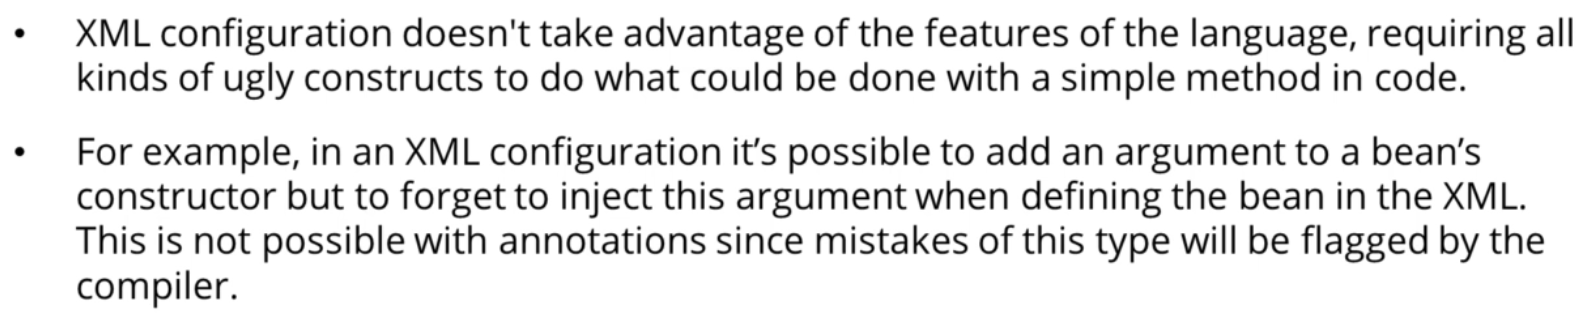 • XML configuration doesn't take advantage of the features of the language, requiring all
kinds of ugly constructs to do what could be done with a simple method in code.
• For example, in an XML configuration it’s possible to add an argument to a bean’s
constructor but to forget to inject this argument when defining the bean in the XML.
This is not possible with annotations since mistakes of this type will be flagged by the
compiler.